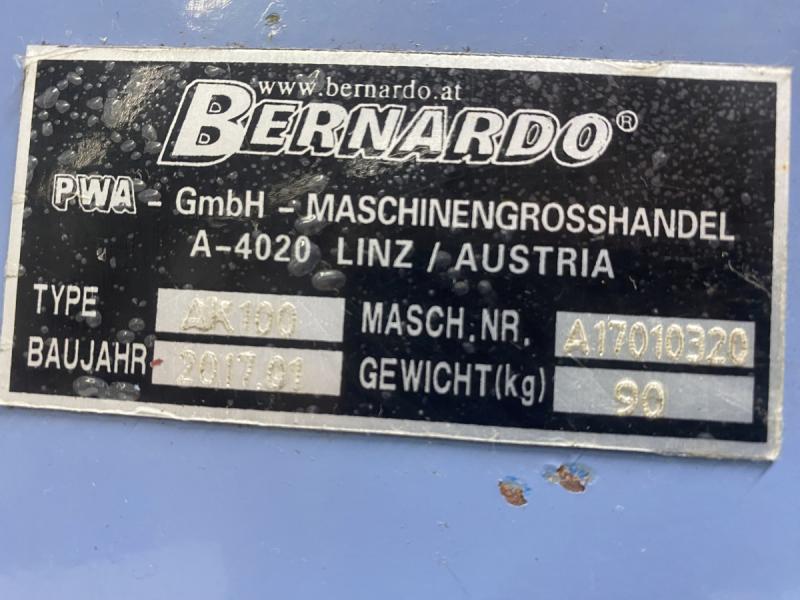 www.bernardo.at
BERNARDO®
PWA - GmbH - MASCHINENGROSSHANDEL
A-4020 LINZ / AUSTRIA
TYPE AK100 MASCH.NR. A17010320
BAUJAHR 2017.01 GEWICHT(kg) 90